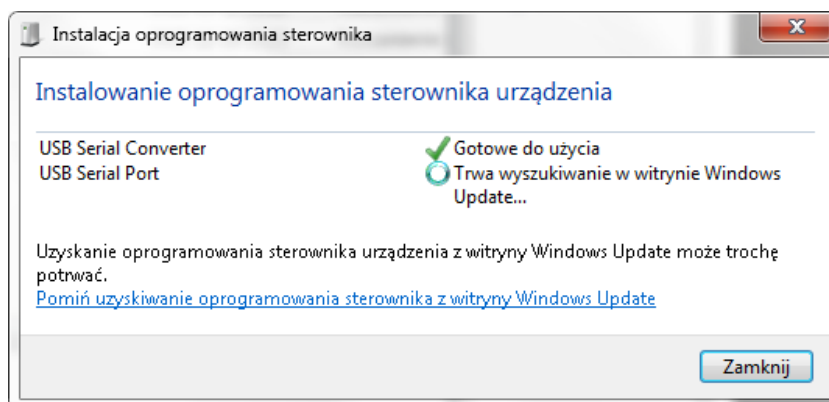 Instalacja oprogramowania sterownika
Instalowanie oprogramowania sterownika urządzenia
USB Serial Converter Gotowe do użycia
USB Serial Port Trwa wyszukiwanie w witrynie Windows
Update...
Uzyskanie oprogramowania sterownika urządzenia z witryny Windows Update może trochę
potrwać.
Pomiń uzyskiwanie oprogramowania sterownika z witryny Windows Update
Zamknij